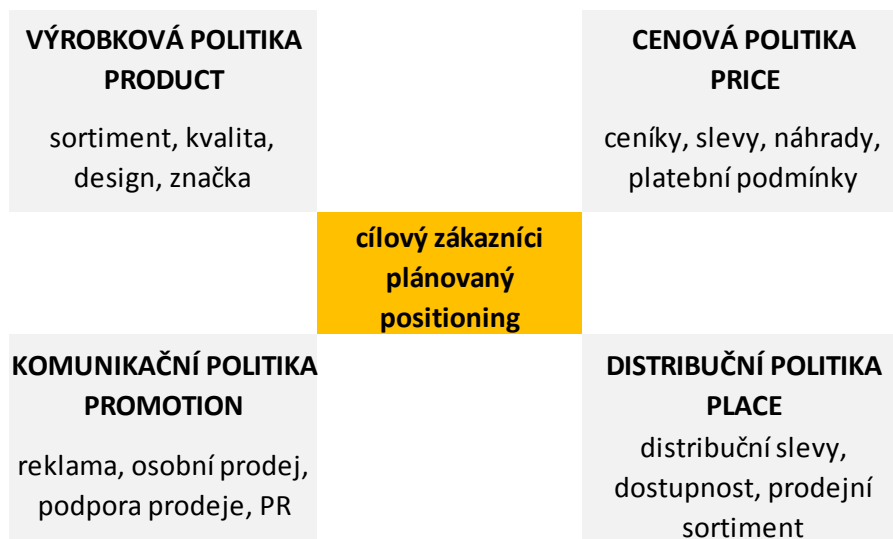 VÝROBKOVÁ POLITIKA
PRODUCT
sortiment, kvalita,
design, značka
CENOVÁ POLITIKA
PRICE
ceníky, slevy, náhrady,
platební podmínky
cílový zákazníci
plánovaný
positioning
KOMUNIKAČNÍ POLITIKA
PROMOTION
reklama, osobní prodej,
podpora prodeje, PR
DISTRIBUČNÍ POLITIKA
PLACE
distribuční slevy,
dostupnost, prodejní
sortiment